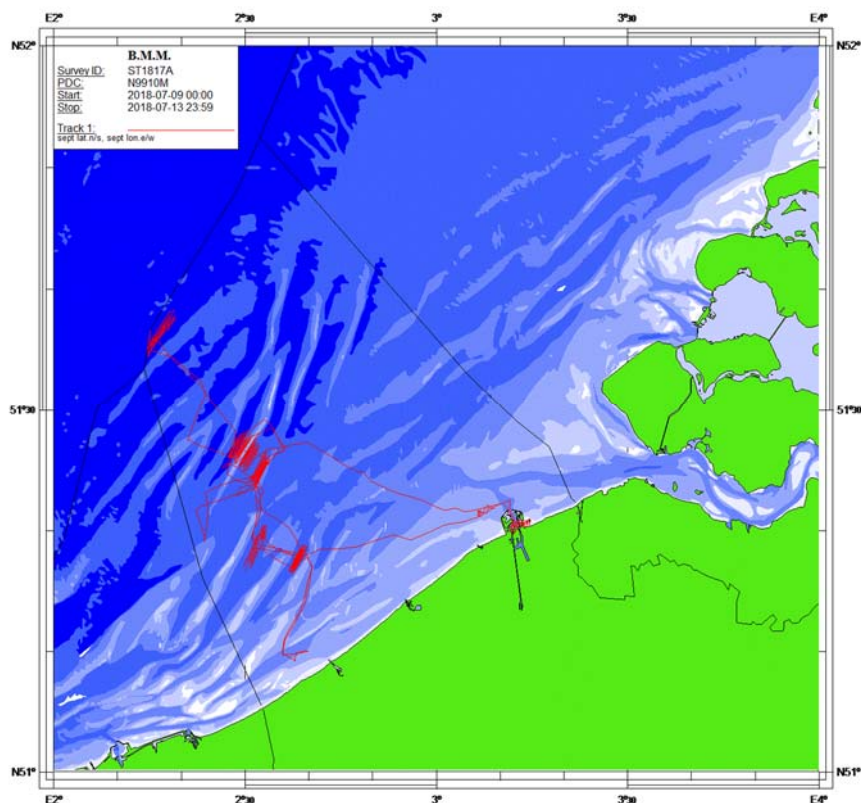 E2° 2°30 3° 3°30 E4°
N52° N52°
B.M.M.
Survey ID: ST1817A
PDC: N9910M
Start: 2018-07-09 00:00
Stop: 2018-07-13 23:59
Track 1:
sept lat.n/s, sept lon.e/w
51°30 51°30
N51° N51°
E2° 2°30 3° 3°30 E4°